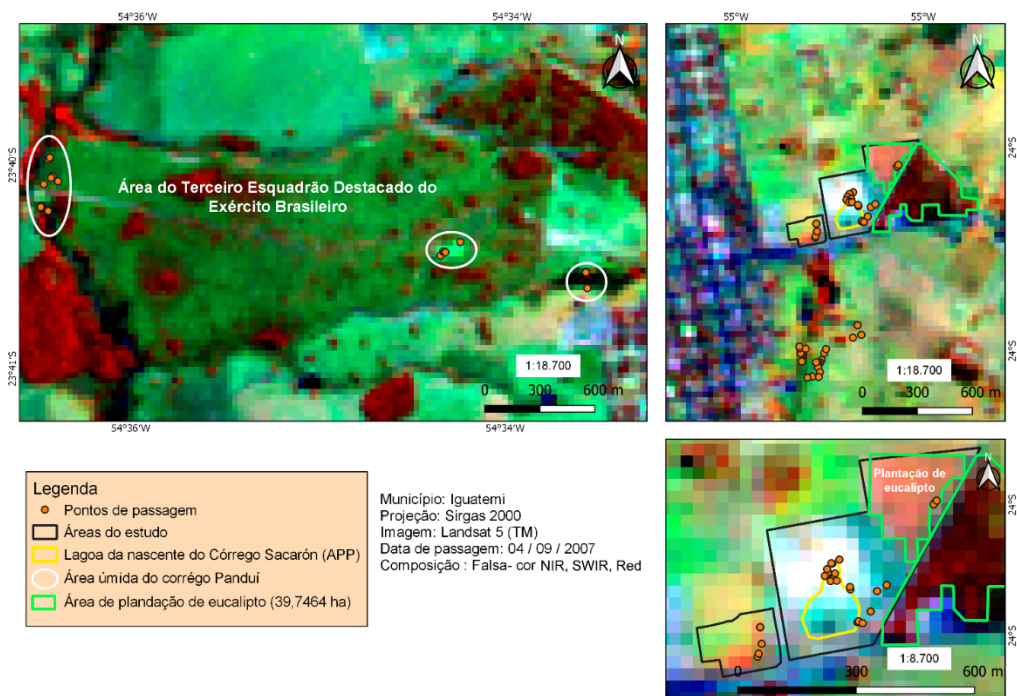 54°36'W
54°34'W
55°W
55°W
N
N
23°40'S
24°S
Área do Terceiro Esquadrão Destacado do
Exército Brasileiro
23°41'S
24°S
1:18.700
0 300 600 m
1:18.700
0 300 600 m
54°36'W
54°34'W
Legenda
Pontos de passagem
Áreas do estudo
Lagoa da nascente do Córrego Sacarón (APP)
Área úmida do corrégo Panduí
Área de plandação de eucalipto (39,7464 ha)
Município: Iguatemi
Projeção: Sirgas 2000
Imagem: Landsat 5 (TM)
Data de passagem: 04 / 09 / 2007
Composição : Falsa- cor NIR, SWIR, Red
Plantação de
eucalipto
N
24°S
24°S
1:8.700
0 300 600 m